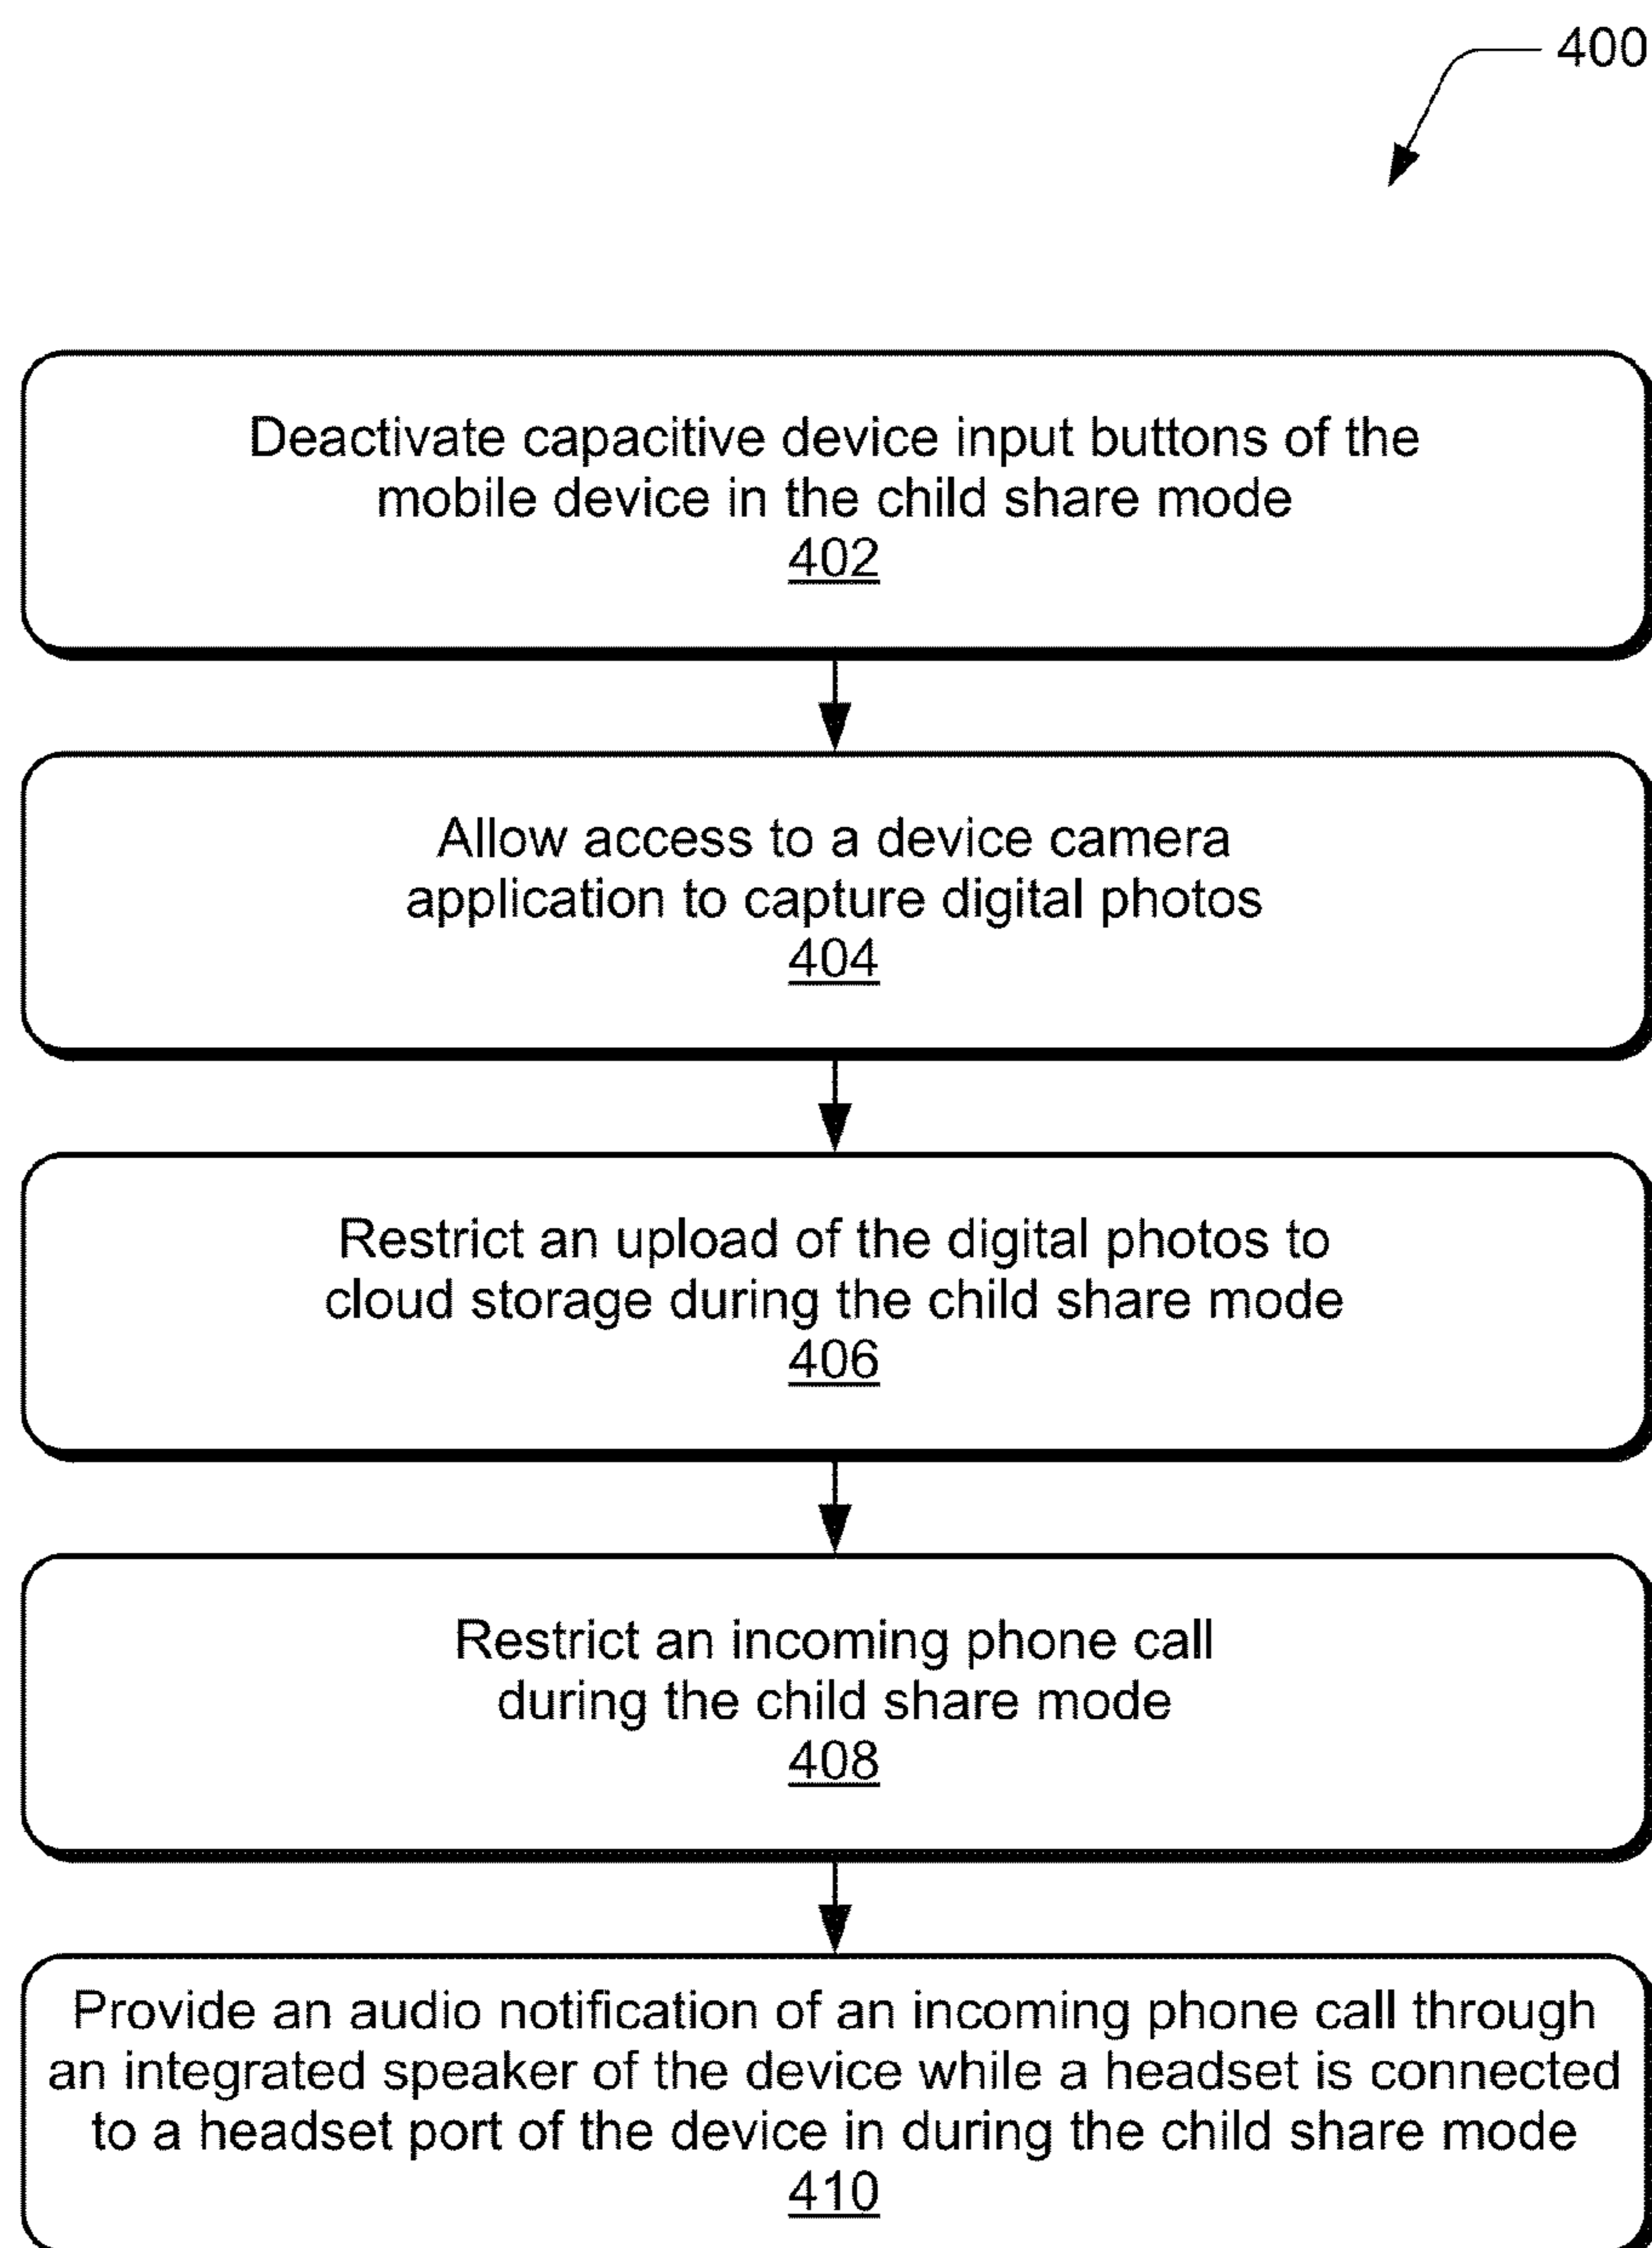 400
Deactivate capacitive device input buttons of the
mobile device in the child share mode
402
Allow access to a device camera
application to capture digital photos
404
Restrict an upload of the digital photos to
cloud storage during the child share mode
406
Restrict an incoming phone call
during the child share mode
408
Provide an audio notification of an incoming phone call through
an integrated speaker of the device while a headset is connected
to a headset port of the device in during the child share mode
410